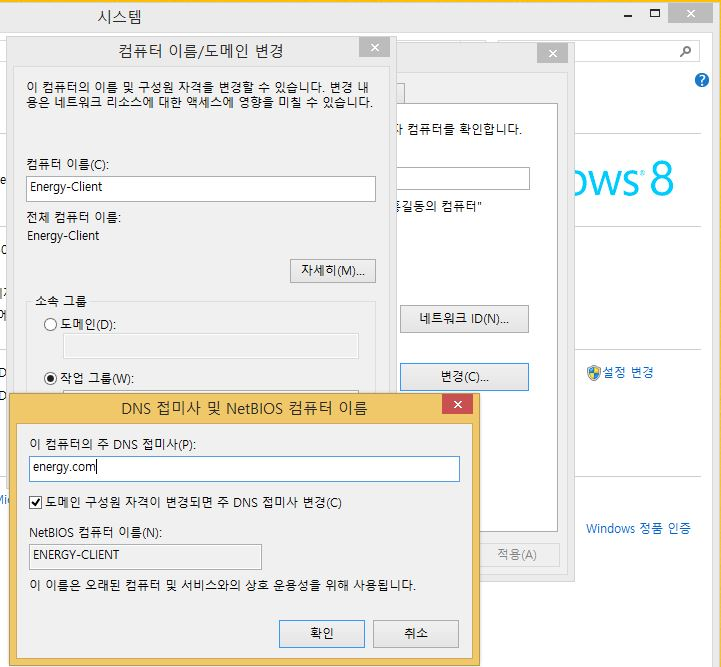 시스템
컴퓨터 이름/도메인 변경
이 컴퓨터의 이름 및 구성원 자격을 변경할 수 있습니다. 변경 내
용은 네트워크 리소스에 대한 액세스에 영향을 미칠 수 있습니다.
컴퓨터를 확인합니다.
컴퓨터 이름(C):
Energy-Client
전체 컴퓨터 이름:
Energy-Client
컴퓨터"
ows 8
자세히(M)...
소속 그룹
도메인(D):
네트워크 ID(N)...
작업 그룹(W):
변경(C)...
설정 변경
DNS 접미사 및 NetBIOS 컴퓨터 이름
이 컴퓨터의 주 DNS 접미사(P):
energy.com
도메인 구성원 자격이 변경되면 주 DNS 접미사 변경(C)
NetBIOS 컴퓨터 이름(N):
ENERGY-CLIENT
이 이름은 오래된 컴퓨터 및 서비스와의 상호 운용성을 위해 사용됩니다.
확인
취소
적용(A)
Windows 정품 인증